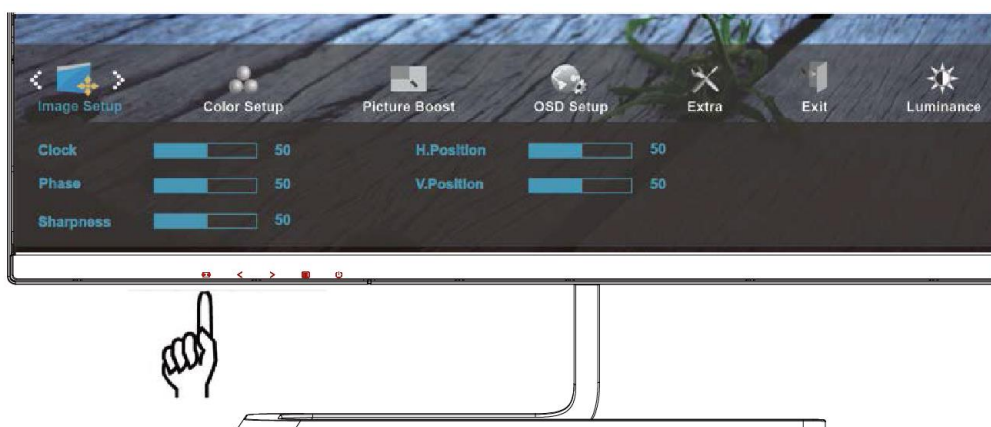 Image Setup Color Setup Picture Boost OSD Setup Extra Exit Luminance
Clock 50 H.Position 50
Phase 50 V.Position 50
Sharpness 50